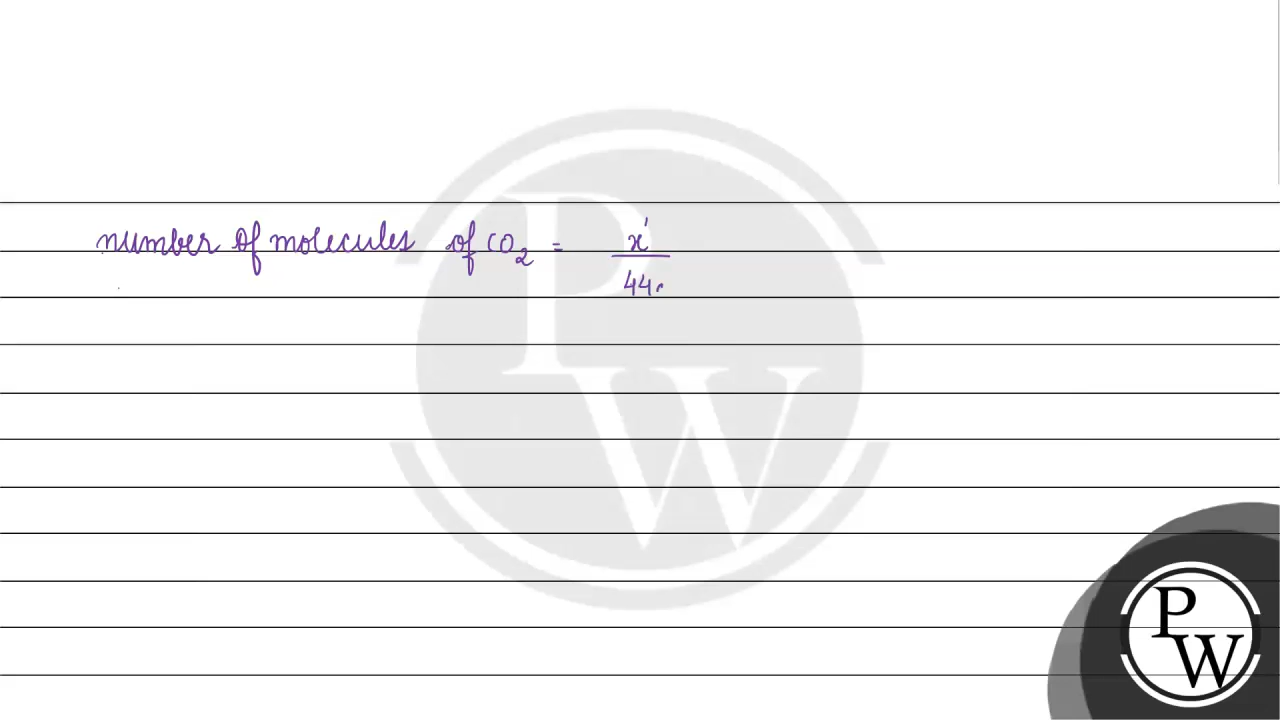 number of molecules of CO₂ = x'/44
P
W
P
W